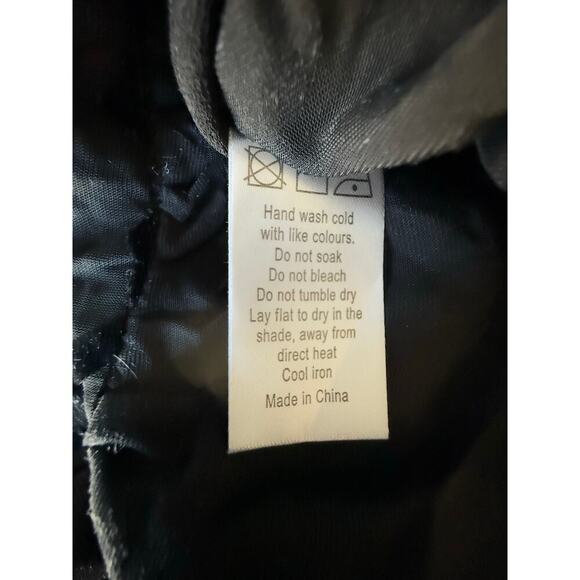 Hand wash cold
with like colours.
Do not soak
Do not bleach
Do not tumble dry
Lay flat to dry in the
shade, away from
direct heat
Cool iron
Made in China